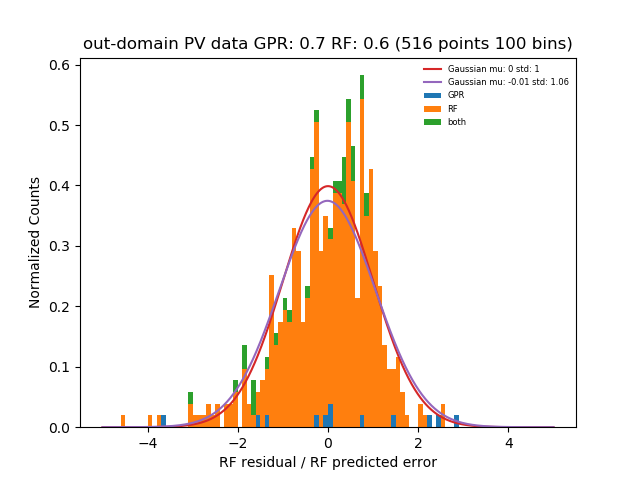 out-domain PV data GPR: 0.7 RF: 0.6 (516 points 100 bins)
Gaussian mu: 0 std: 1
Gaussian mu: -0.01 std: 1.06
GPR
RF
both
Normalized Counts
0.6
0.5
0.4
0.3
0.2
0.1
0.0
−4 −2 0 2 4
RF residual / RF predicted error